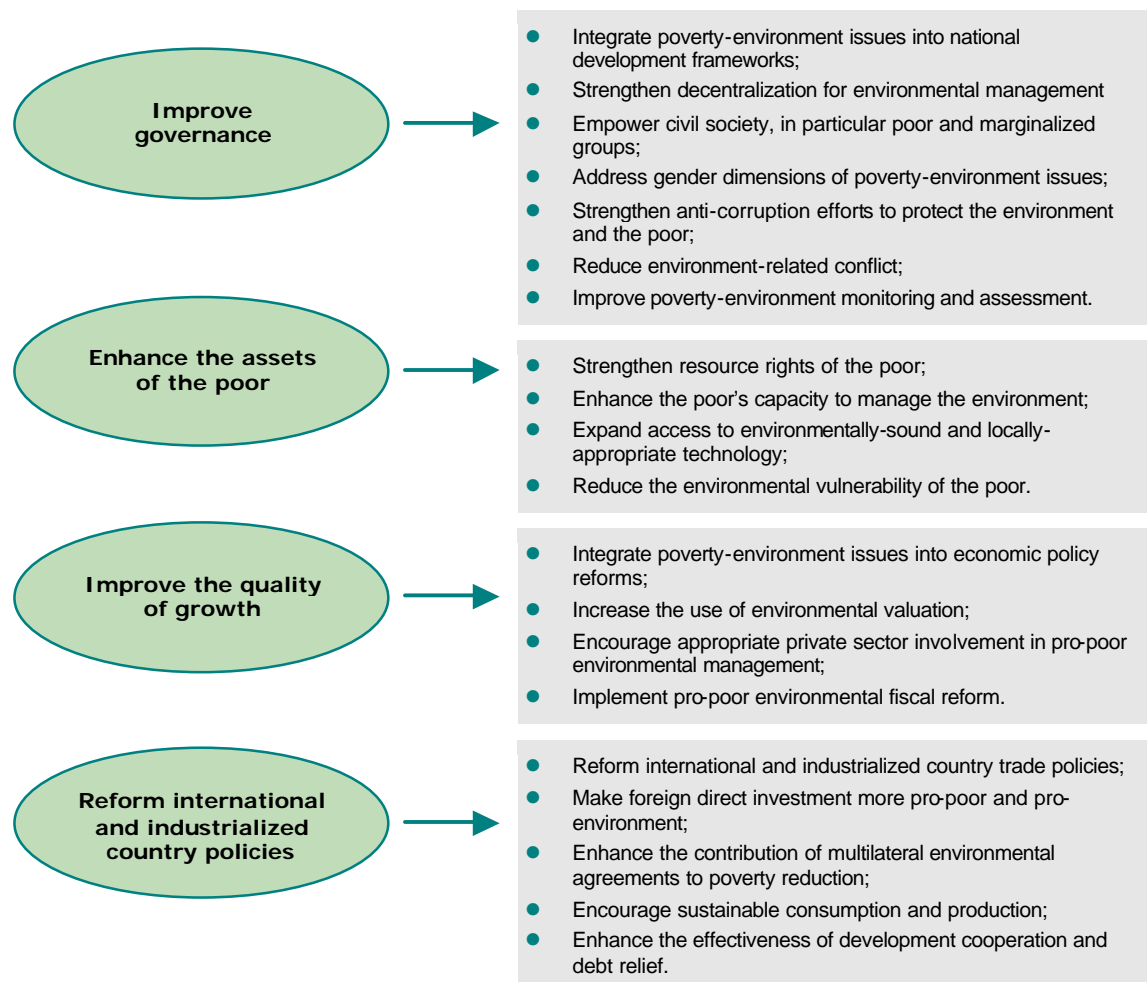 Improve
governance
Integrate poverty-environment issues into national
development frameworks;
Strengthen decentralization for environmental management
Empower civil society, in particular poor and marginalized
groups;
Address gender dimensions of poverty-environment issues;
Strengthen anti-corruption efforts to protect the environment
and the poor;
Reduce environment-related conflict;
Improve poverty-environment monitoring and assessment.
Enhance the assets
of the poor
Strengthen resource rights of the poor;
Enhance the poor's capacity to manage the environment;
Expand access to environmentally-sound and locally-
appropriate technology;
Reduce the environmental vulnerability of the poor.
Improve the quality
of growth
Integrate poverty-environment issues into economic policy
reforms;
Increase the use of environmental valuation;
Encourage appropriate private sector involvement in pro-poor
environmental management;
Implement pro-poor environmental fiscal reform.
Reform international
and industrialized
country policies
Reform international and industrialized country trade policies;
Make foreign direct investment more pro-poor and pro-
environment;
Enhance the contribution of multilateral environmental
agreements to poverty reduction;
Encourage sustainable consumption and production;
Enhance the effectiveness of development cooperation and
debt relief.